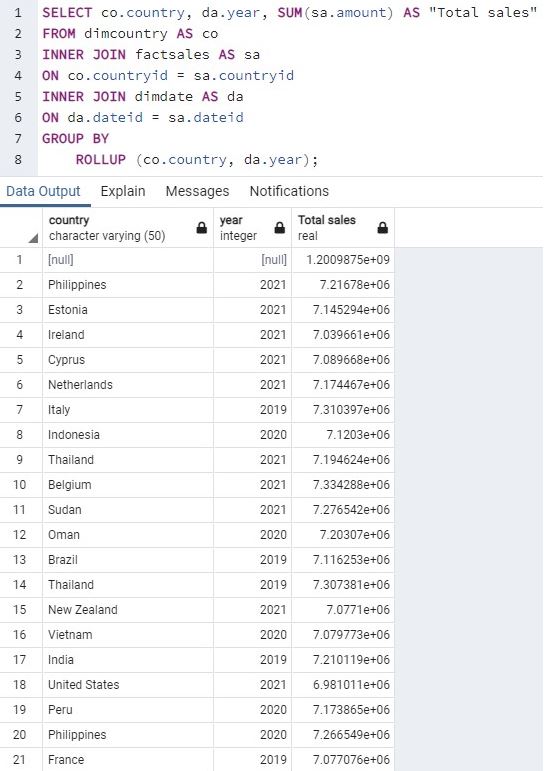 1 SELECT co.country, da.year, SUM(sa.amount) AS "Total sales"
2 FROM dimcountry AS co
3 INNER JOIN factsales AS sa
4 ON co.countryid = sa.countryid
5 INNER JOIN dimdate AS da
6 ON da.dateid = sa.dateid
7 GROUP BY
8 ROLLUP (co.country, da.year);
Data Output Explain Messages Notifications
country year Total sales
character varying (50) integer real
1 [null] [null] 1.2009875e+09
2 Philippines 2021 7.21678e+06
3 Estonia 2021 7.145294e+06
4 Ireland 2021 7.039661e+06
5 Cyprus 2021 7.089668e+06
6 Netherlands 2021 7.174467e+06
7 Italy 2019 7.310397e+06
8 Indonesia 2020 7.1203e+06
9 Thailand 2021 7.194624e+06
10 Belgium 2021 7.334288e+06
11 Sudan 2021 7.276542e+06
12 Oman 2020 7.20307e+06
13 Brazil 2019 7.116253e+06
14 Thailand 2019 7.307381e+06
15 New Zealand 2021 7.0771e+06
16 Vietnam 2020 7.079773e+06
17 India 2019 7.210119e+06
18 United States 2021 6.981011e+06
19 Peru 2020 7.173865e+06
20 Philippines 2020 7.266549e+06
21 France 2019 7.077076e+06